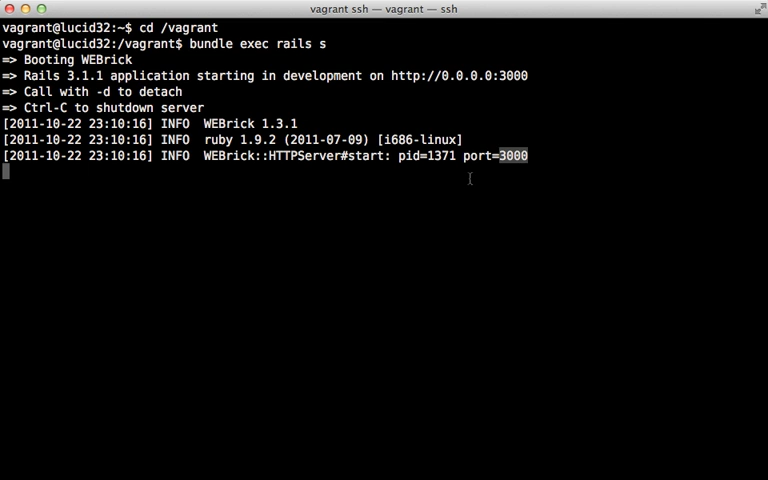 vagrant ssh — vagrant — ssh
vagrant@lucid32:~$ cd /vagrant
vagrant@lucid32:/vagrant$ bundle exec rails s
=> Booting WEBrick
=> Rails 3.1.1 application starting in development on http://0.0.0.0:3000
=> Call with -d to detach
=> Ctrl-C to shutdown server
[2011-10-22 23:10:16] INFO  WEBrick 1.3.1
[2011-10-22 23:10:16] INFO  ruby 1.9.2 (2011-07-09) [i686-linux]
[2011-10-22 23:10:16] INFO  WEBrick::HTTPServer#start: pid=1371 port=3000